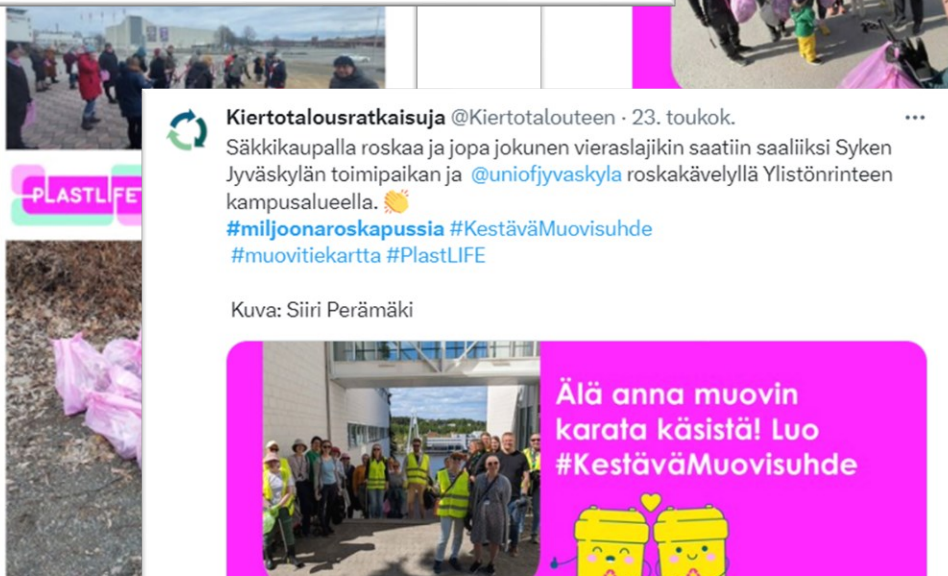 Kiertotalousratkaisuja @Kiertotalouteen · 23. toukok.
Säkkikaupalla roskaa ja jopa jokunen vieraslajikin saatiin saaliiksi Syken
Jyväskylän toimipaikan ja @uniofjyvaskyla roskakävelyllä Ylistönrinteen
kampusalueella. 👏
#miljoonaroskapussia #KestäväMuovisuhde
#muovitiekartta #PlastLIFE
Kuva: Siiri Perämäki
PLASTLIFE
Älä anna muovin
karata käsistä! Luo
#KestäväMuovisuhde